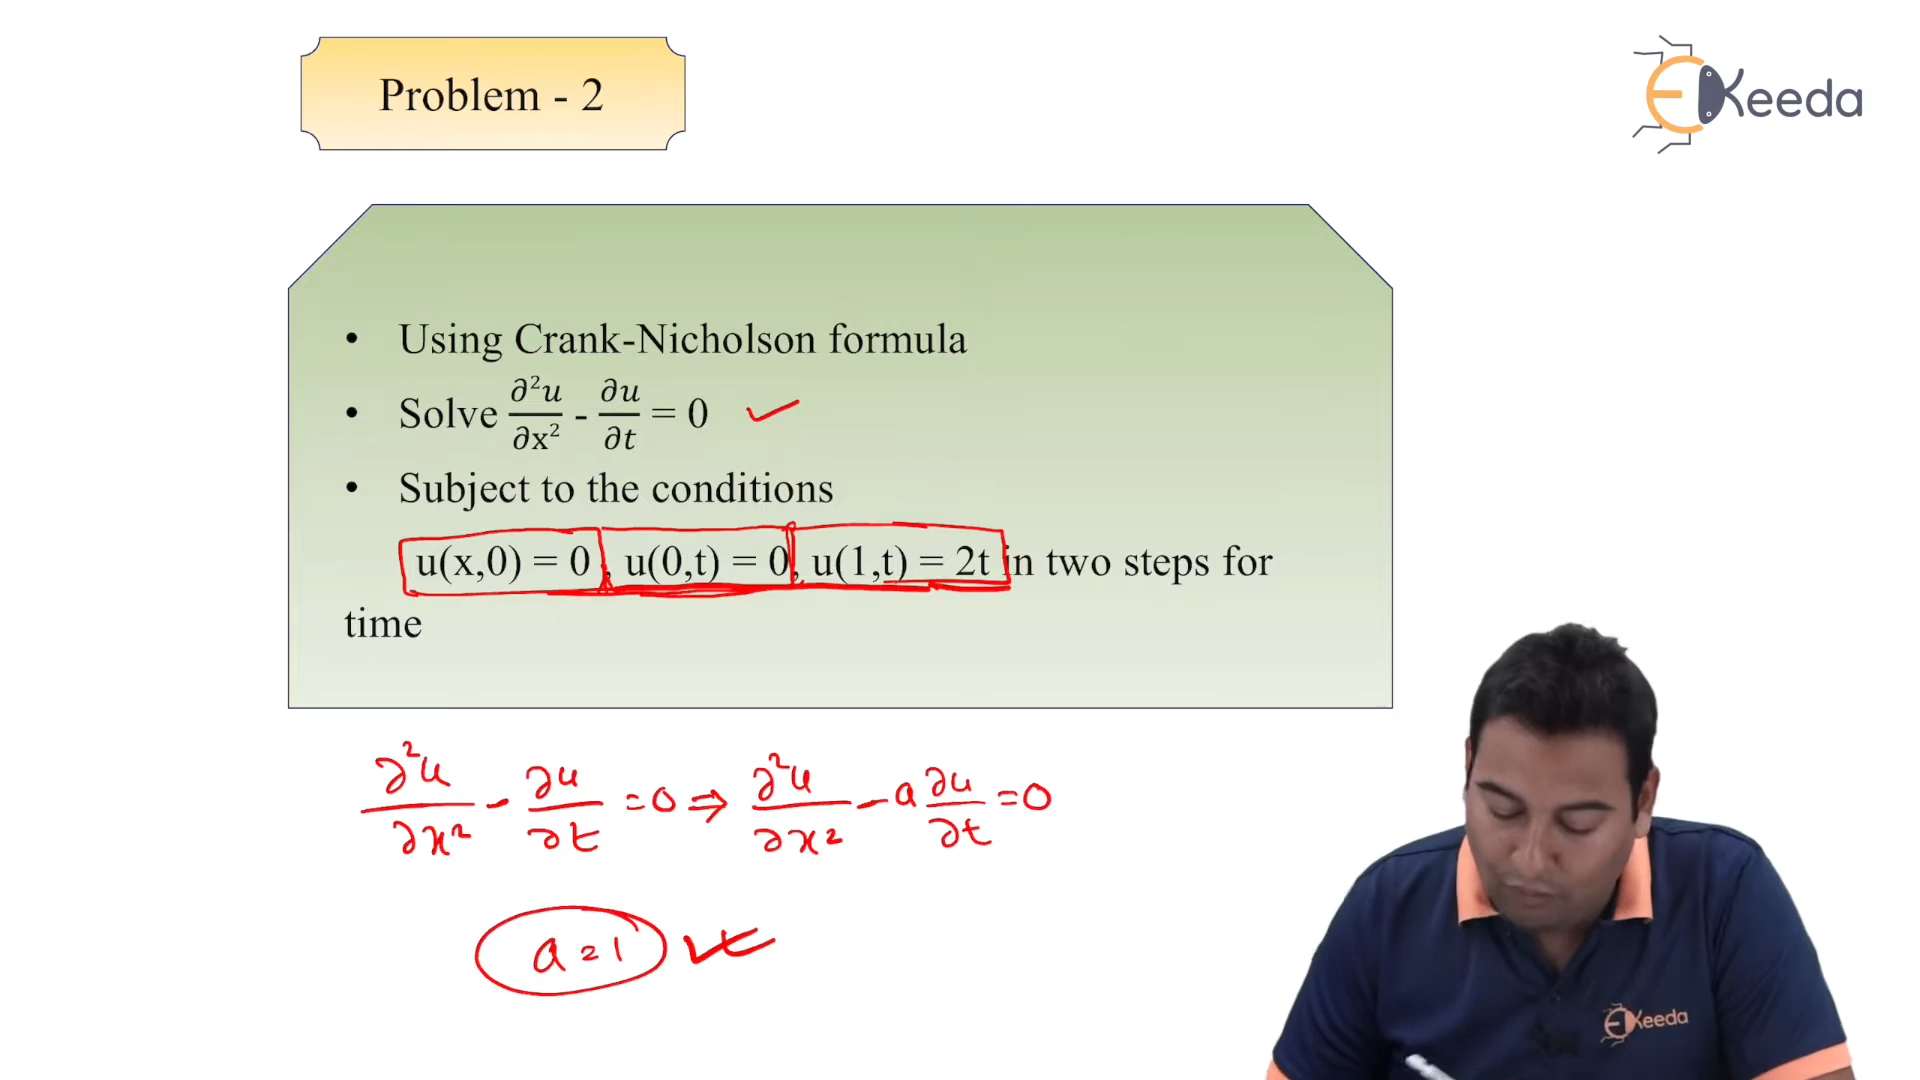 Problem - 2
EKeeda
• Using Crank-Nicholson formula
• Solve ∂²u/∂x² - ∂u/∂t = 0 ✓
• Subject to the conditions
u(x,0) = 0, u(0,t) = 0, u(1,t) = 2t in two steps for
time
∂²u/∂x² - ∂u/∂t = 0 ⇒ ∂²u/∂x² - a ∂u/∂t = 0
a = 1 ✓
EKeeda